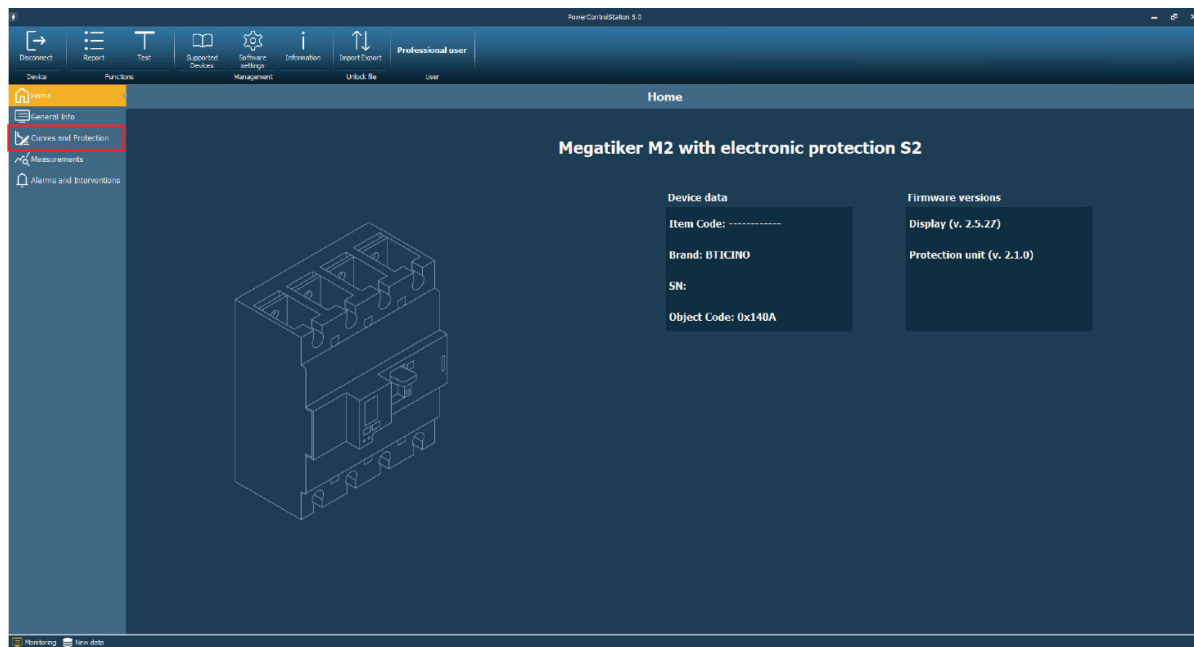 PowerControlStation 5.0
Disconnect
Report
Test
Supported Devices
Software settings
Information
Import Export
Professional user
Device
Functions
Management
Unlock file
User
Home
Home
General Info
Curves and Protection
Measurements
Alarms and Interventions
Megatiker M2 with electronic protection S2
Device data
Item Code: ------------
Brand: BTICINO
SN:
Object Code: 0x140A
Firmware versions
Display (v. 2.5.27)
Protection unit (v. 2.1.0)
Monitoring
New data